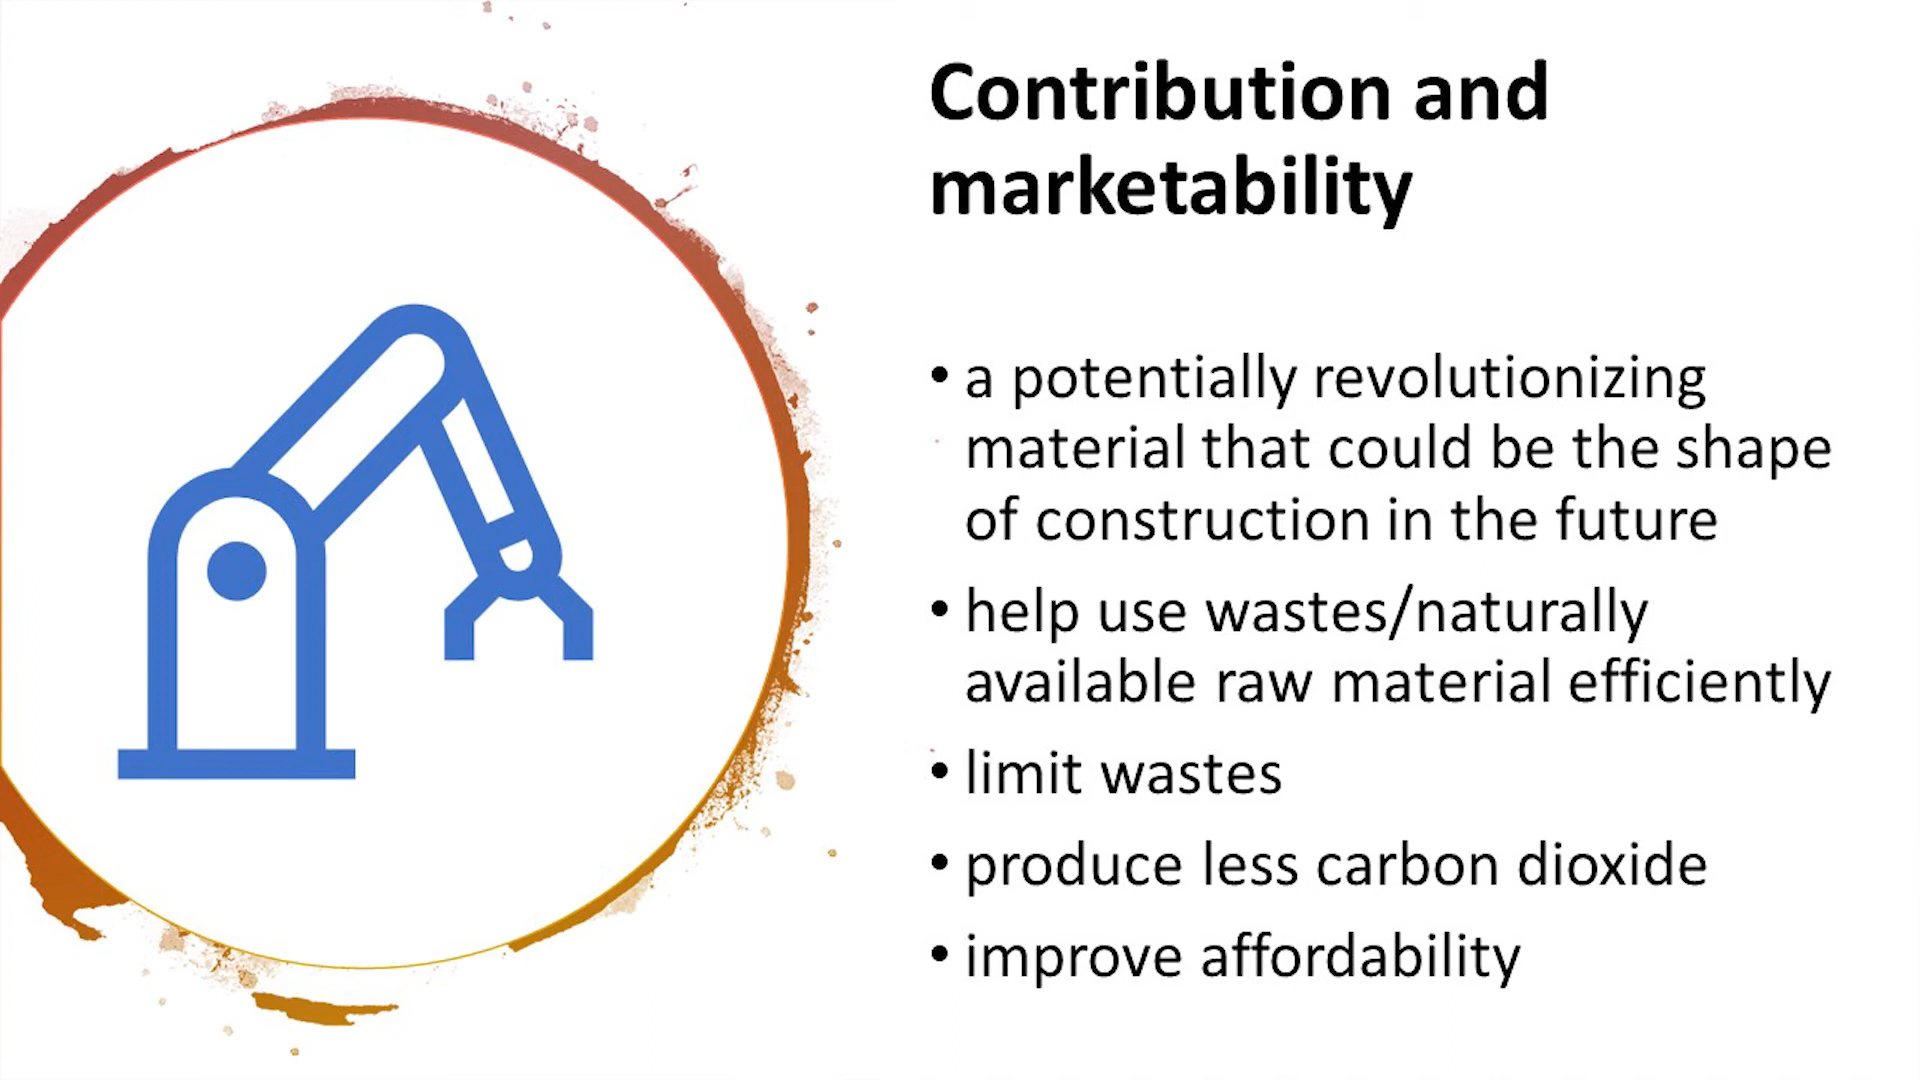 Contribution and
marketability
• a potentially revolutionizing
material that could be the shape
of construction in the future
• help use wastes/naturally
available raw material efficiently
• limit wastes
• produce less carbon dioxide
• improve affordability